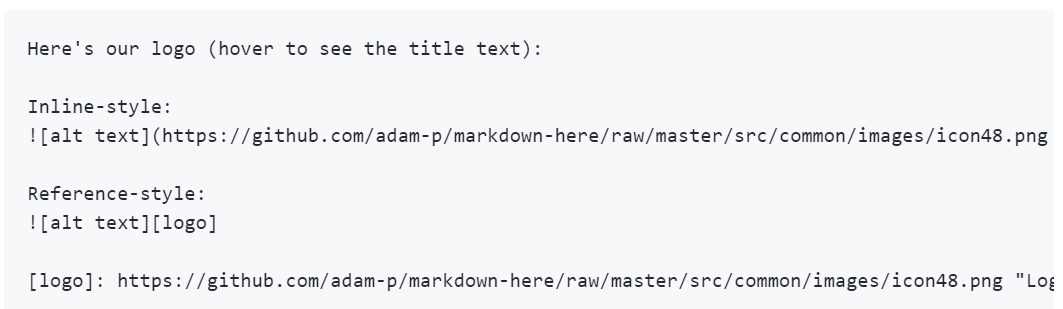 Here's our logo (hover to see the title text):
Inline-style:
![alt text](https://github.com/adam-p/markdown-here/raw/master/src/common/images/icon48.png
Reference-style:
![alt text][logo]
[logo]: https://github.com/adam-p/markdown-here/raw/master/src/common/images/icon48.png "Log